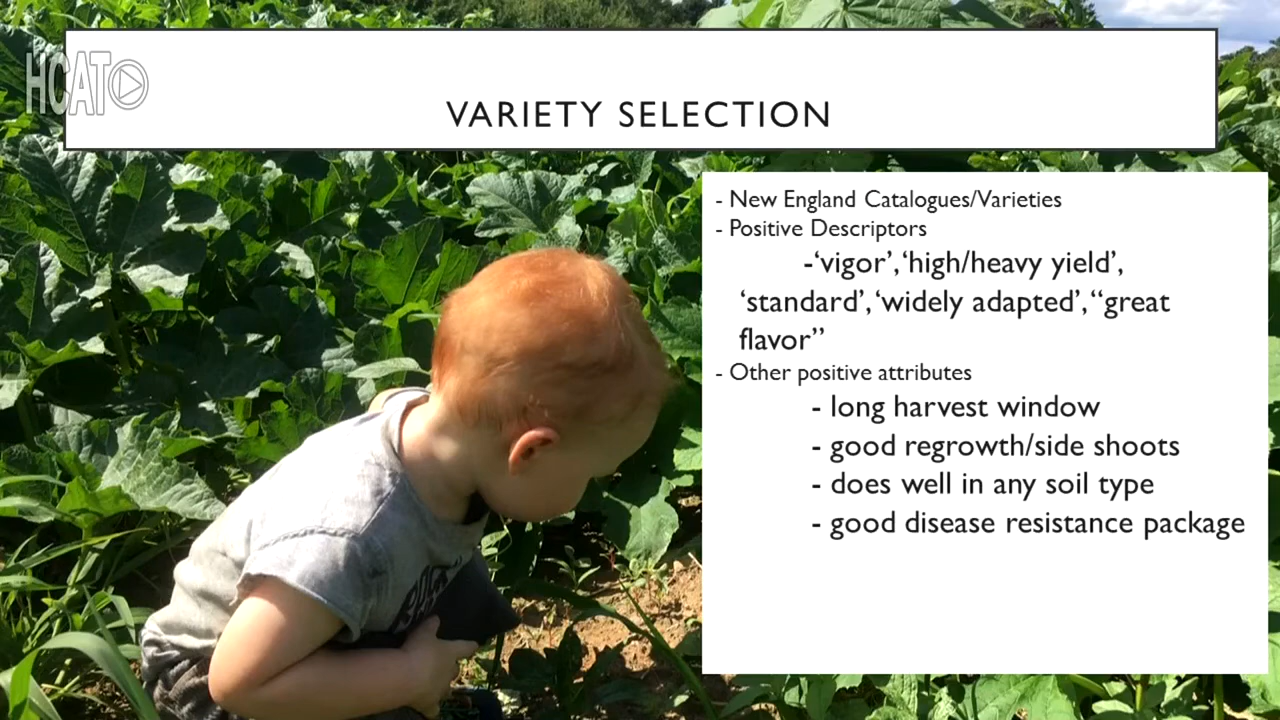 HCAT
VARIETY SELECTION
- New England Catalogues/Varieties
- Positive Descriptors
-‘vigor’, ‘high/heavy yield’,
‘standard’, ‘widely adapted’, “great
flavor”
- Other positive attributes
- long harvest window
- good regrowth/side shoots
- does well in any soil type
- good disease resistance package